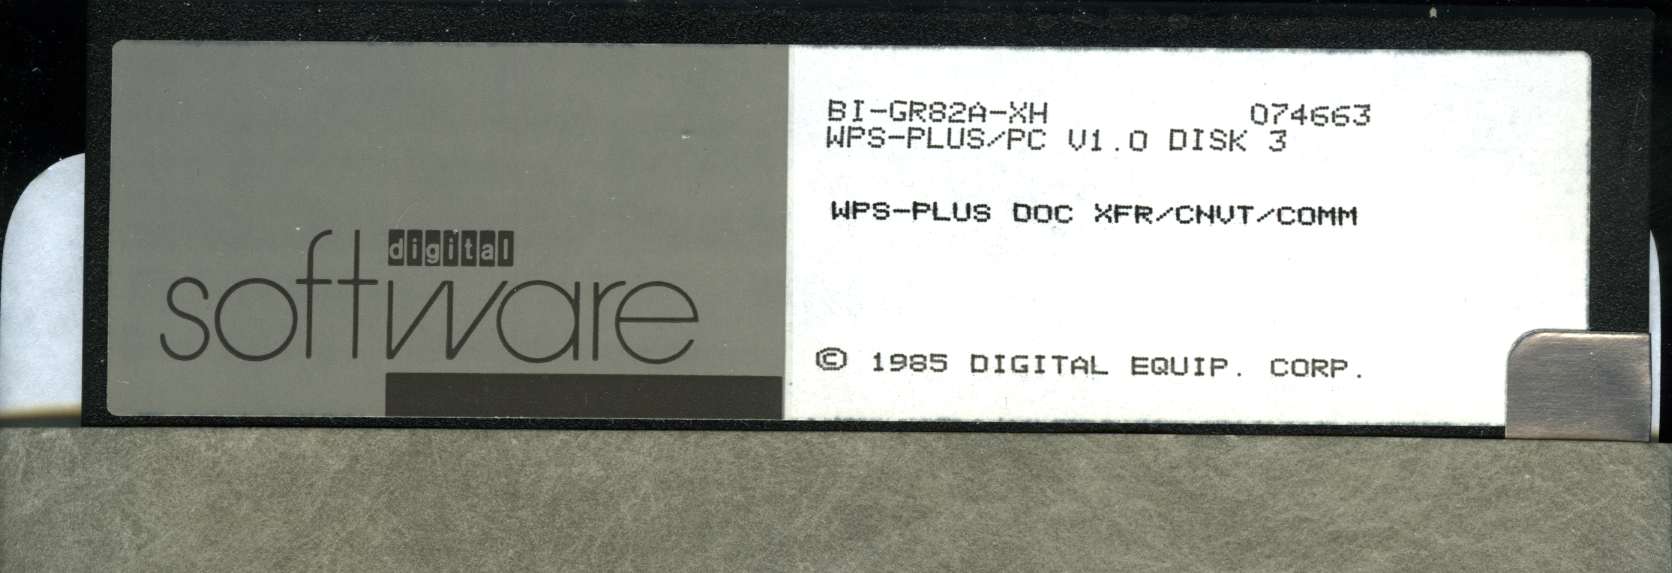 digital
software
BI-GR82A-XH 074663
WPS-PLUS/PC V1.0 DISK 3
WPS-PLUS DOC XFR/CNVT/COMM
© 1985 DIGITAL EQUIP. CORP.